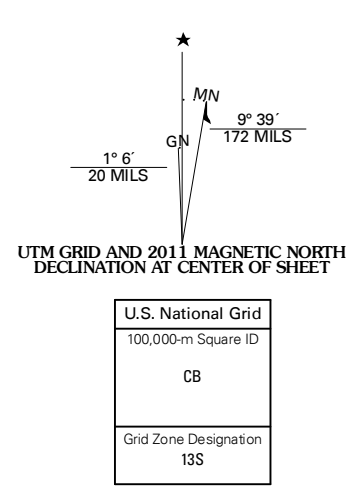 MN
GN
9° 39´
172 MILS
1° 6´
20 MILS
UTM GRID AND 2011 MAGNETIC NORTH
DECLINATION AT CENTER OF SHEET
U.S. National Grid
100,000-m Square ID
CB
Grid Zone Designation
13S